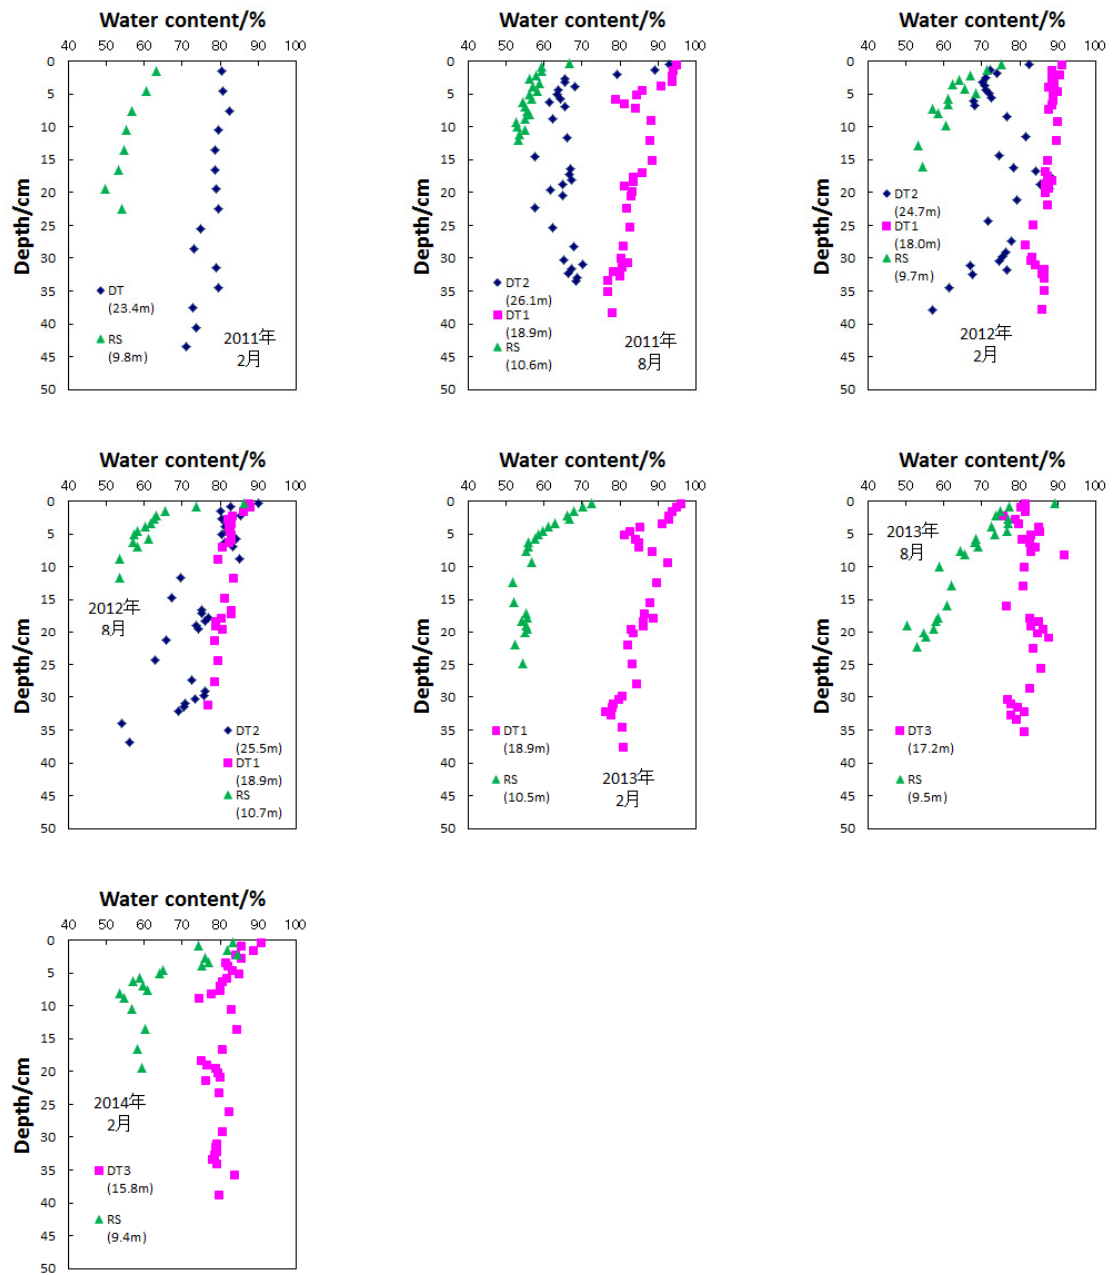 Water content/%
40 50 60 70 80 90 100
0
5
10
15
20
25
30
35
40
45
50
Depth/cm
DT
(23.4m)
RS
(9.8m)
2011年
2月
Water content/%
40 50 60 70 80 90 100
0
5
10
15
20
25
30
35
40
45
50
Depth/cm
DT2
(26.1m)
DT1
(18.9m)
RS
(10.6m)
2011年
8月
Water content/%
40 50 60 70 80 90 100
0
5
10
15
20
25
30
35
40
45
50
Depth/cm
DT2
(24.7m)
DT1
(18.0m)
RS
(9.7m)
2012年
2月
Water content/%
40 50 60 70 80 90 100
0
5
10
15
20
25
30
35
40
45
50
Depth/cm
2012年
8月
DT2
(25.5m)
DT1
(18.9m)
RS
(10.7m)
Water content/%
40 50 60 70 80 90 100
0
5
10
15
20
25
30
35
40
45
50
Depth/cm
DT1
(18.9m)
RS
(10.5m)
2013年
2月
Water content/%
40 50 60 70 80 90 100
0
5
10
15
20
25
30
35
40
45
50
Depth/cm
2013年
8月
DT3
(17.2m)
RS
(9.5m)
Water content/%
40 50 60 70 80 90 100
0
5
10
15
20
25
30
35
40
45
50
Depth/cm
2014年
2月
DT3
(15.8m)
RS
(9.4m)